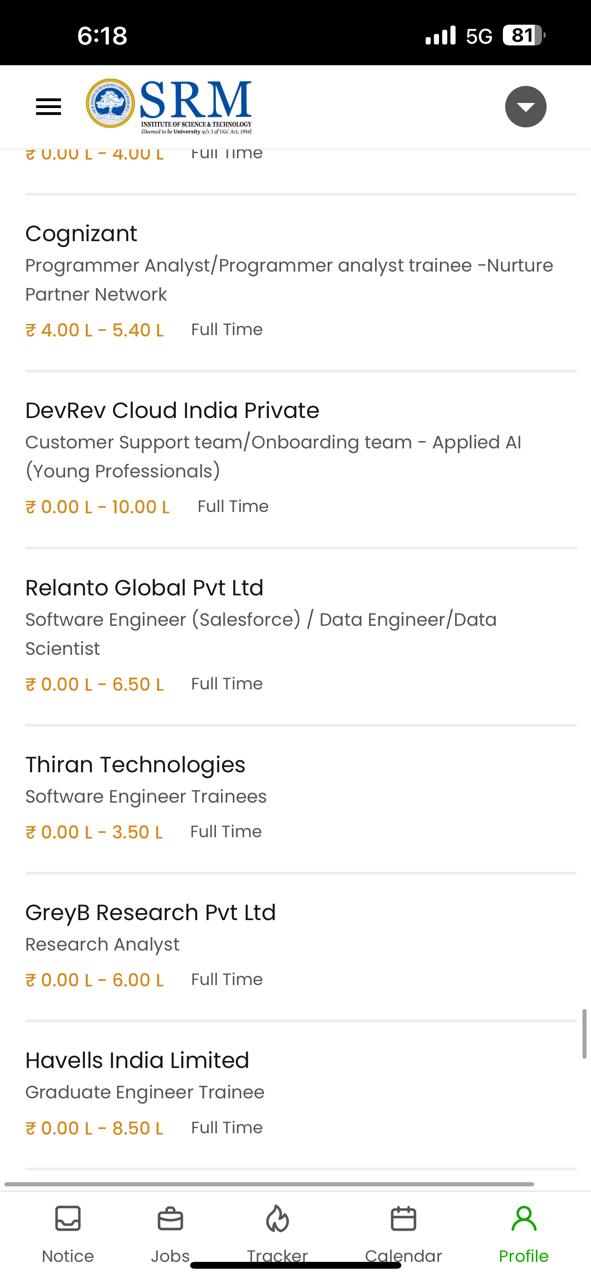 6:18
5G 81
SRM
INSTITUTE OF SCIENCE & TECHNOLOGY
(Deemed to be University u/s 3 of UGC Act, 1956)
₹ 0.00 L - 4.00 L Full Time
Cognizant
Programmer Analyst/Programmer analyst trainee -Nurture
Partner Network
₹ 4.00 L - 5.40 L Full Time
DevRev Cloud India Private
Customer Support team/Onboarding team - Applied AI
(Young Professionals)
₹ 0.00 L - 10.00 L Full Time
Relanto Global Pvt Ltd
Software Engineer (Salesforce) / Data Engineer/Data
Scientist
₹ 0.00 L - 6.50 L Full Time
Thiran Technologies
Software Engineer Trainees
₹ 0.00 L - 3.50 L Full Time
GreyB Research Pvt Ltd
Research Analyst
₹ 0.00 L - 6.00 L Full Time
Havells India Limited
Graduate Engineer Trainee
₹ 0.00 L - 8.50 L Full Time
Notice Jobs Tracker Calendar Profile